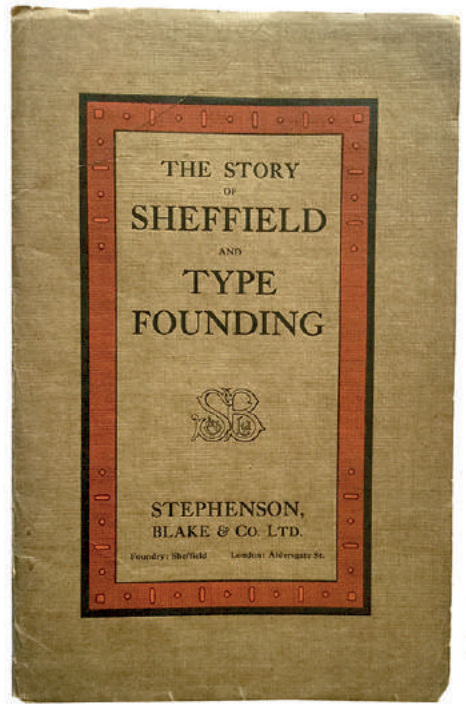 THE STORY
OF
SHEFFIELD
AND
TYPE
FOUNDING
SB
STEPHENSON,
BLAKE & Co. LTD.
Foundry: Sheffield London: Aldersgate St.